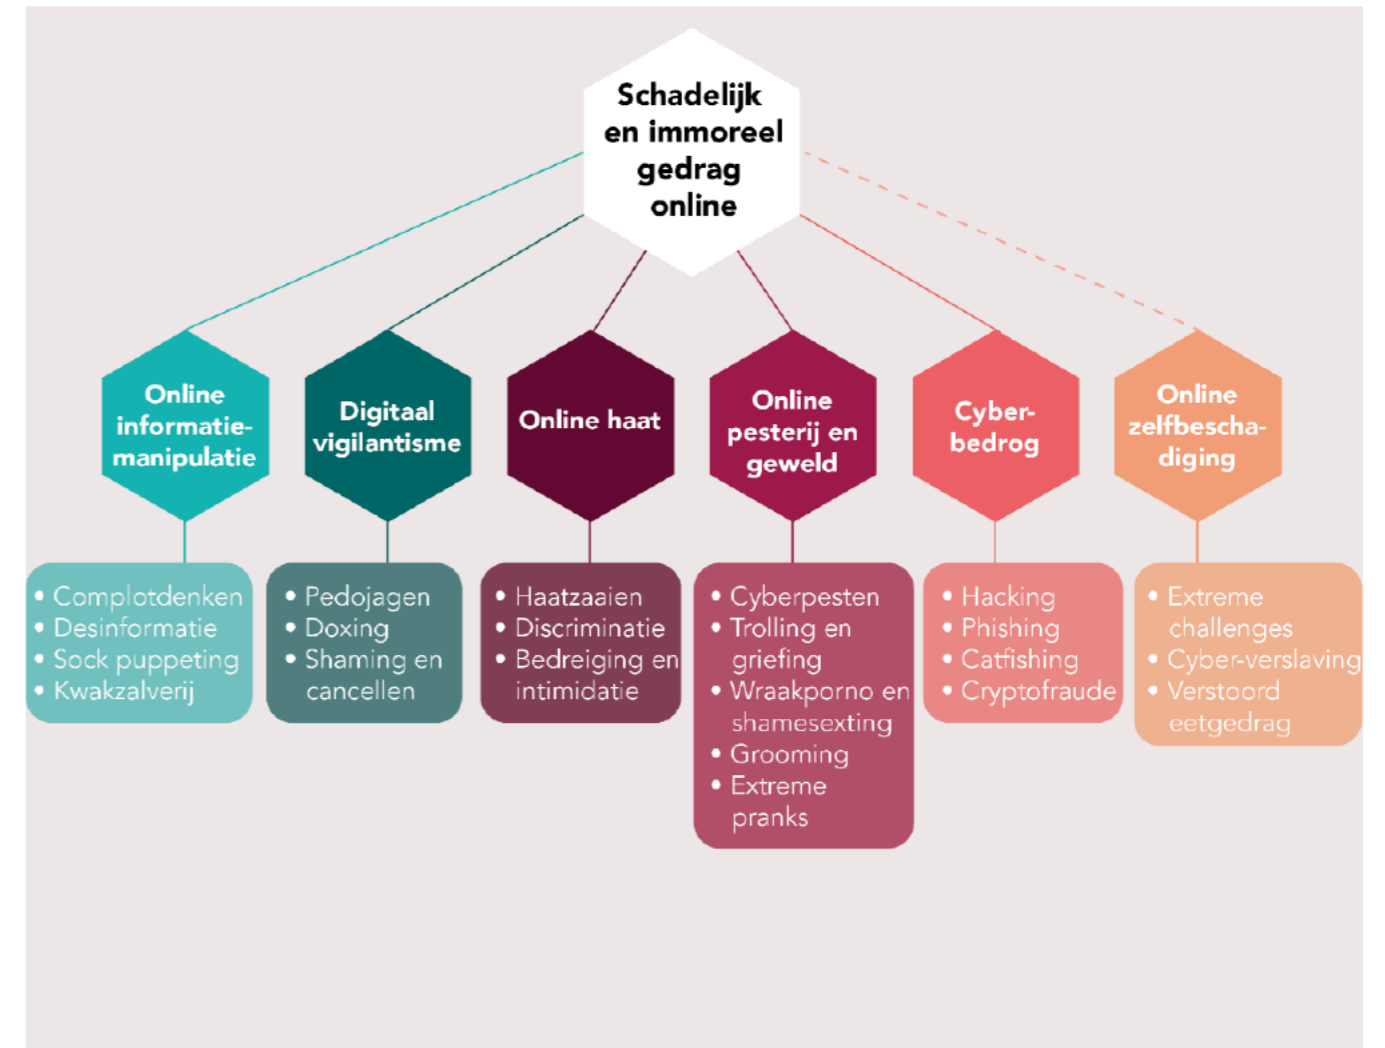 Schadelijk
en immoreel
gedrag
online
Online
informatie-
manipulatie
Digitaal
vigilantisme
Online haat
Online
pesterij en
geweld
Cyber-
bedrog
Online
zelfbescha-
diging
• Complotdenken
• Desinformatie
• Sock puppeting
• Kwakzalverij
• Pedojagen
• Doxing
• Shaming en
cancellen
• Haatzaaien
• Discriminatie
• Bedreiging en
intimidatie
• Cyberpesten
• Trolling en
griefing
• Wraakporno en
shamesexting
• Grooming
• Extreme
pranks
• Hacking
• Phishing
• Catfishing
• Cryptofraude
• Extreme
challenges
• Cyber-verslaving
• Verstoord
eetgedrag